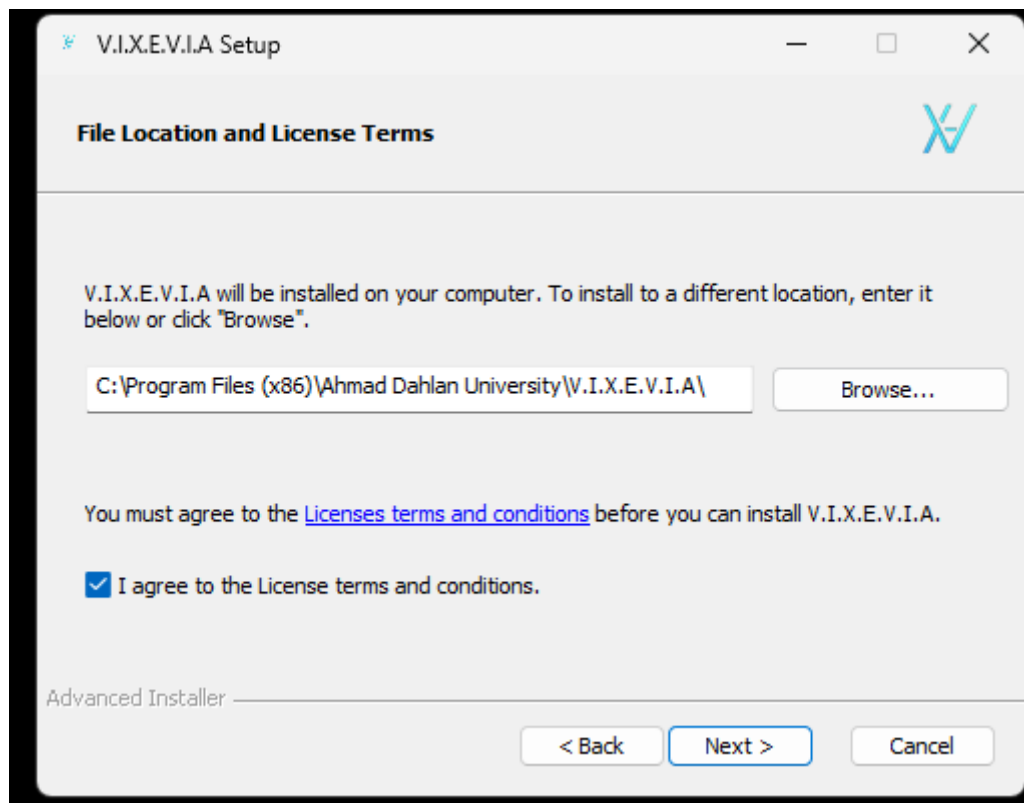 V.I.X.E.V.I.A Setup
File Location and License Terms
V.I.X.E.V.I.A will be installed on your computer. To install to a different location, enter it
below or click "Browse".
C:\Program Files (x86)\Ahmad Dahlan University\V.I.X.E.V.I.A\
Browse...
You must agree to the Licenses terms and conditions before you can install V.I.X.E.V.I.A.
I agree to the License terms and conditions.
Advanced Installer
< Back
Next >
Cancel